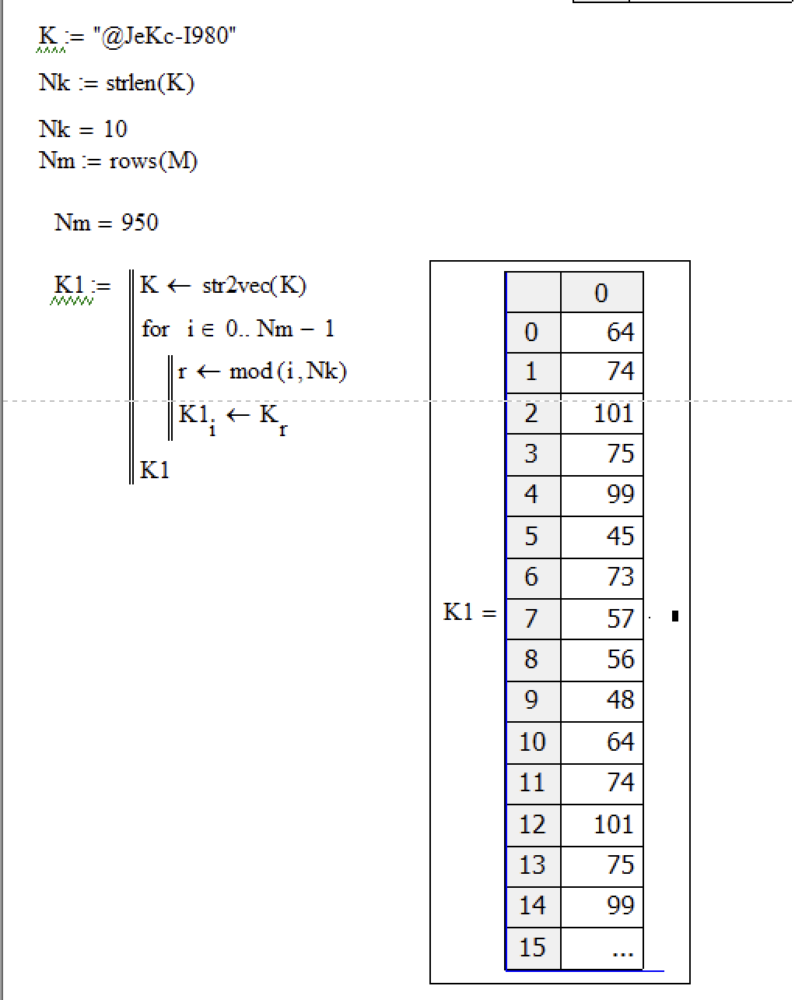 K := "@JeKc-I980"
Nk := strlen(K)
Nk = 10
Nm := rows(M)
Nm = 950
K1 := K ← str2vec(K)
for i ∈ 0.. Nm − 1
r ← mod(i, Nk)
K1i ← Kr
K1
K1 =
0
0 64
1 74
2 101
3 75
4 99
5 45
6 73
7 57
8 56
9 48
10 64
11 74
12 101
13 75
14 99
15 ...